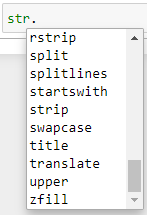 str.
rstrip
split
splitlines
startswith
strip
swapcase
title
translate
upper
zfill